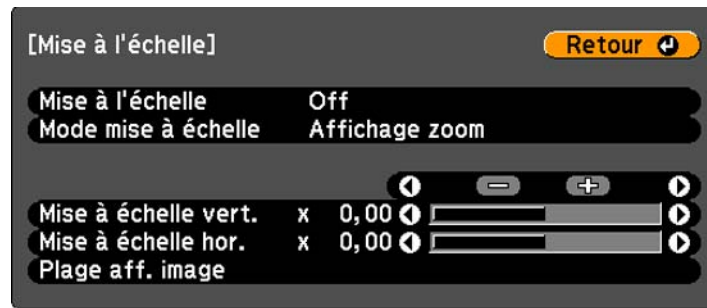 [Mise à l'échelle] Retour
Mise à l'échelle Off
Mode mise à échelle Affichage zoom
− +
Mise à échelle vert. x 0,00
Mise à échelle hor. x 0,00
Plage aff. image